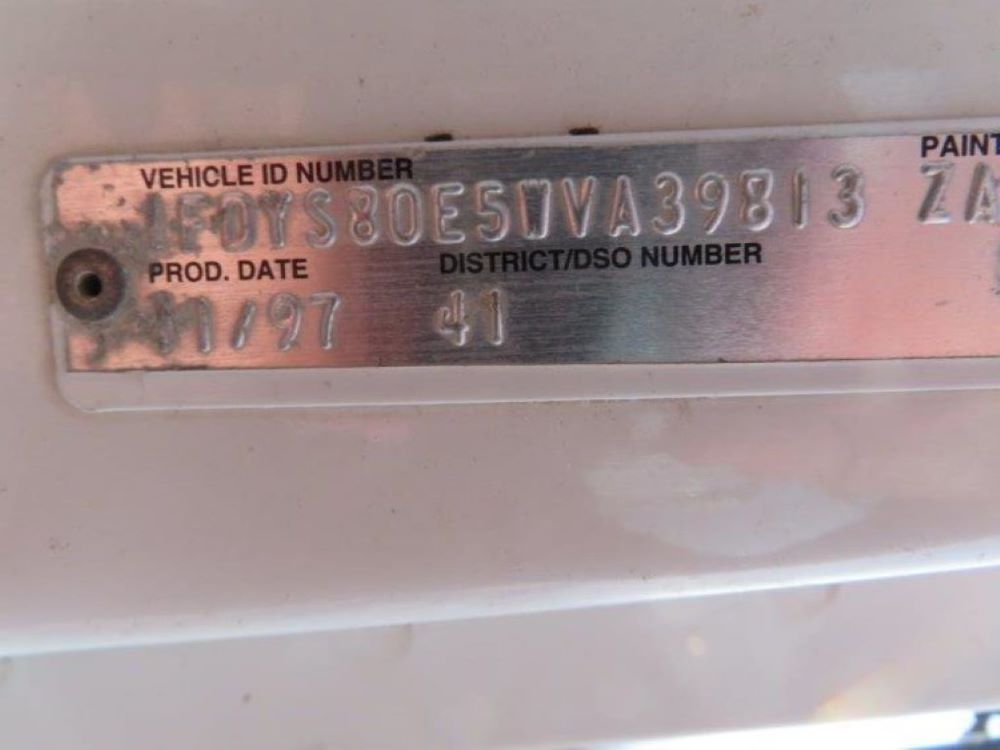 VEHICLE ID NUMBER PAINT
1FDYS80E5WVA39813 ZA
PROD. DATE DISTRICT/DSO NUMBER
11/97 41